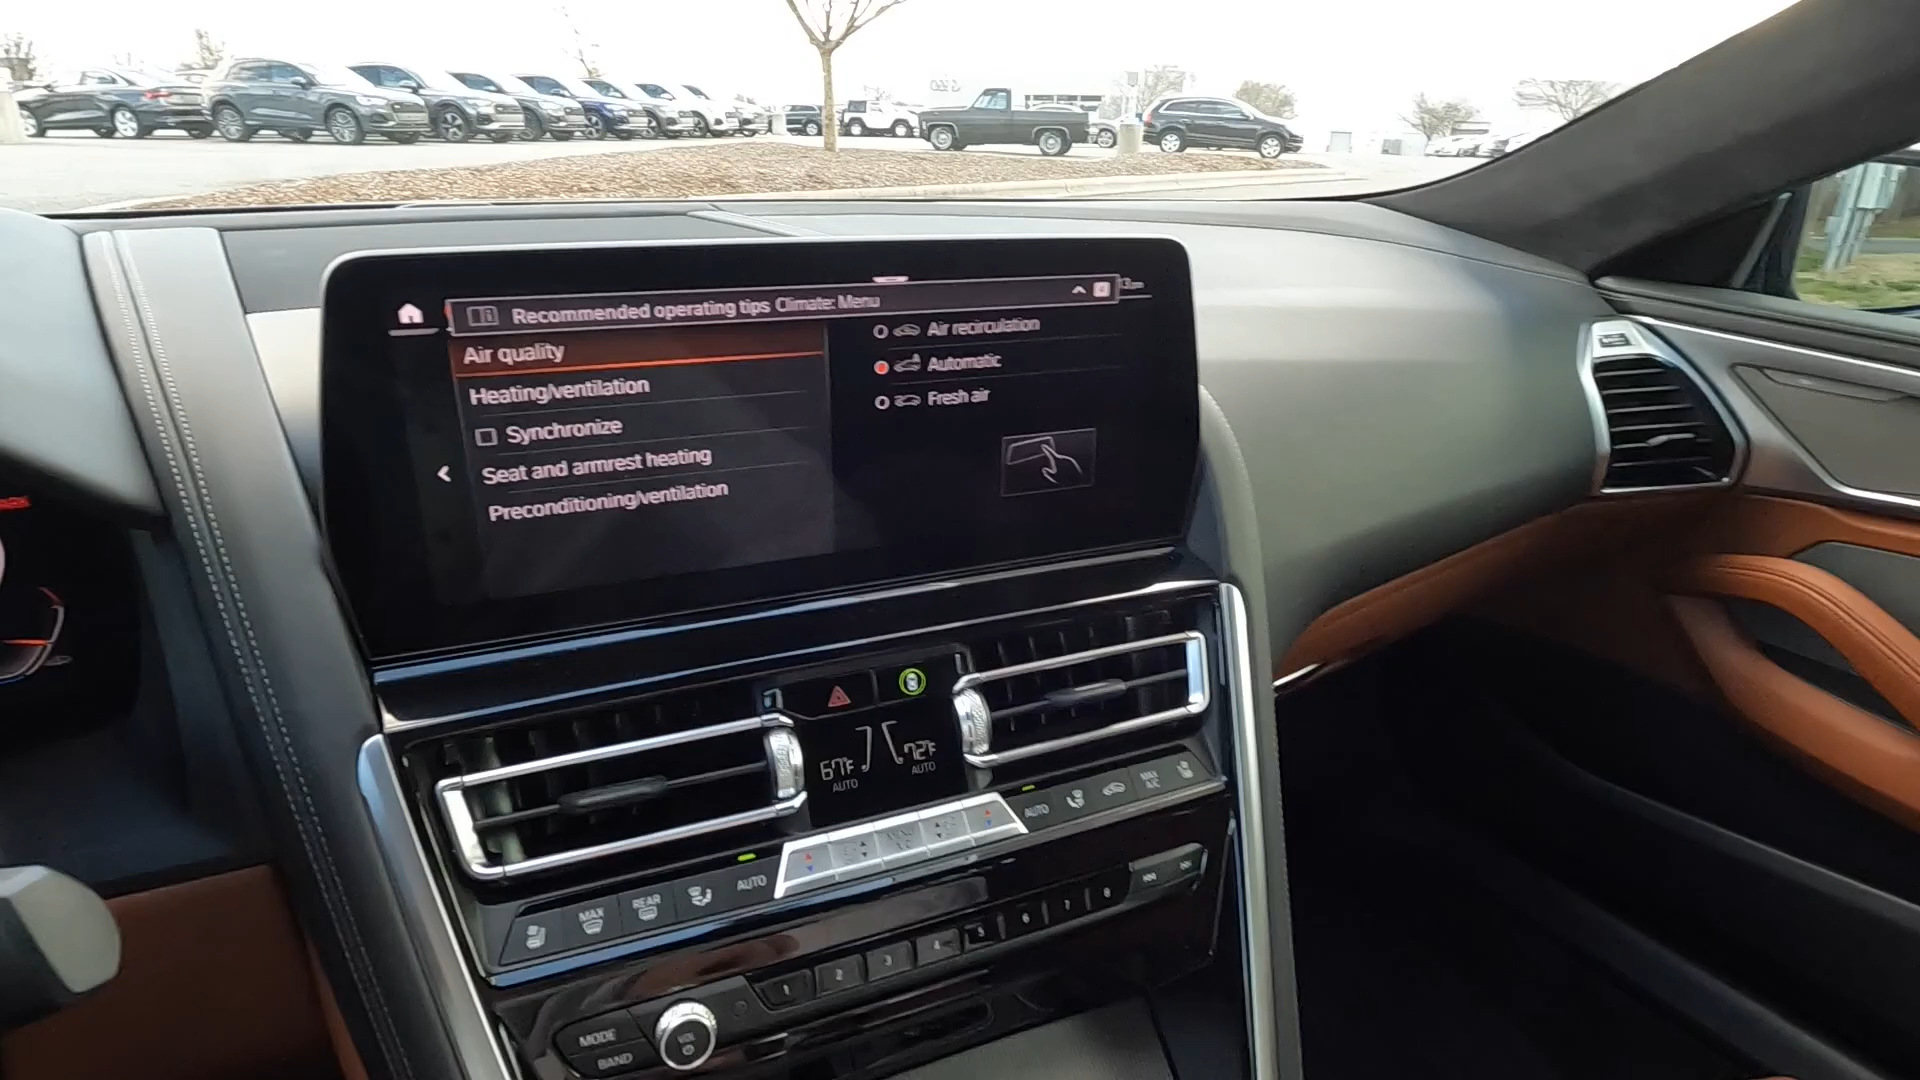 Recommended operating tips Climate: Menu
Air quality
Heating/ventilation
Synchronize
Seat and armrest heating
Preconditioning/ventilation
Air recirculation
Automatic
Fresh air
67°F
AUTO
72°F
AUTO
MAX
REAR
AUTO
MENU
AUTO
MAX
A/C
1
2
3
4
5
6
7
8
MODE
BAND
VOL